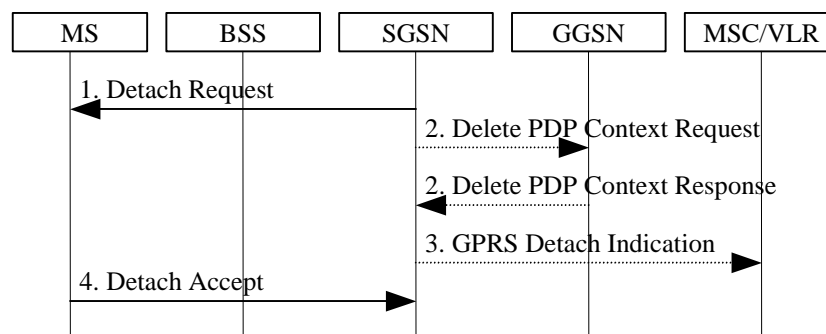 MS BSS SGSN GGSN MSC/VLR
1. Detach Request
2. Delete PDP Context Request
2. Delete PDP Context Response
3. GPRS Detach Indication
4. Detach Accept